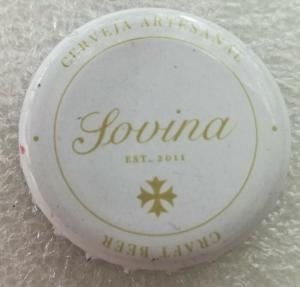 CERVEJA ARTESANAL
Sovina
EST. 2011
CRAFT BEER